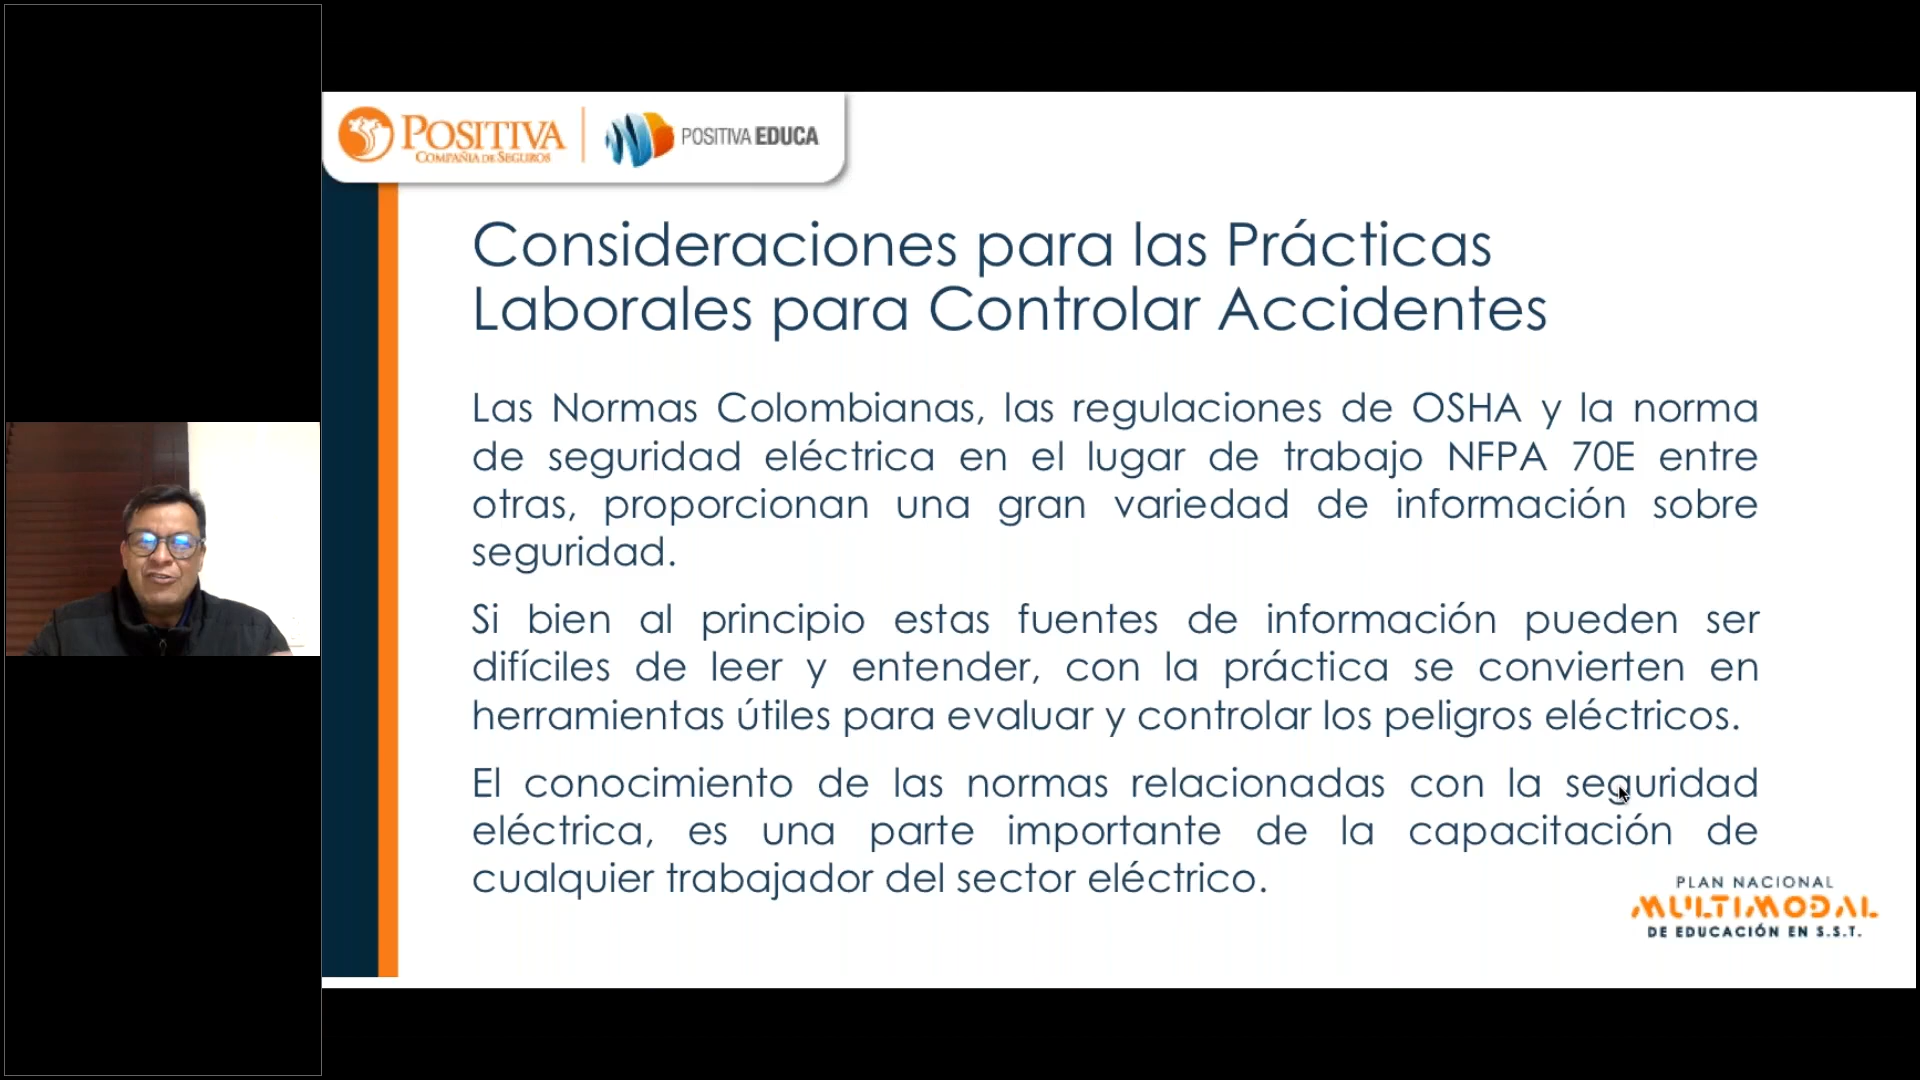 POSITIVA
COMPAÑIA DE SEGUROS
POSITIVA EDUCA
Consideraciones para las Prácticas
Laborales para Controlar Accidentes
Las Normas Colombianas, las regulaciones de OSHA y la norma
de seguridad eléctrica en el lugar de trabajo NFPA 70E entre
otras, proporcionan una gran variedad de información sobre
seguridad.
Si bien al principio estas fuentes de información pueden ser
difíciles de leer y entender, con la práctica se convierten en
herramientas útiles para evaluar y controlar los peligros eléctricos.
El conocimiento de las normas relacionadas con la seguridad
eléctrica, es una parte importante de la capacitación de
cualquier trabajador del sector eléctrico.
PLAN NACIONAL
MULTIMODAL
DE EDUCACIÓN EN S.S.T.